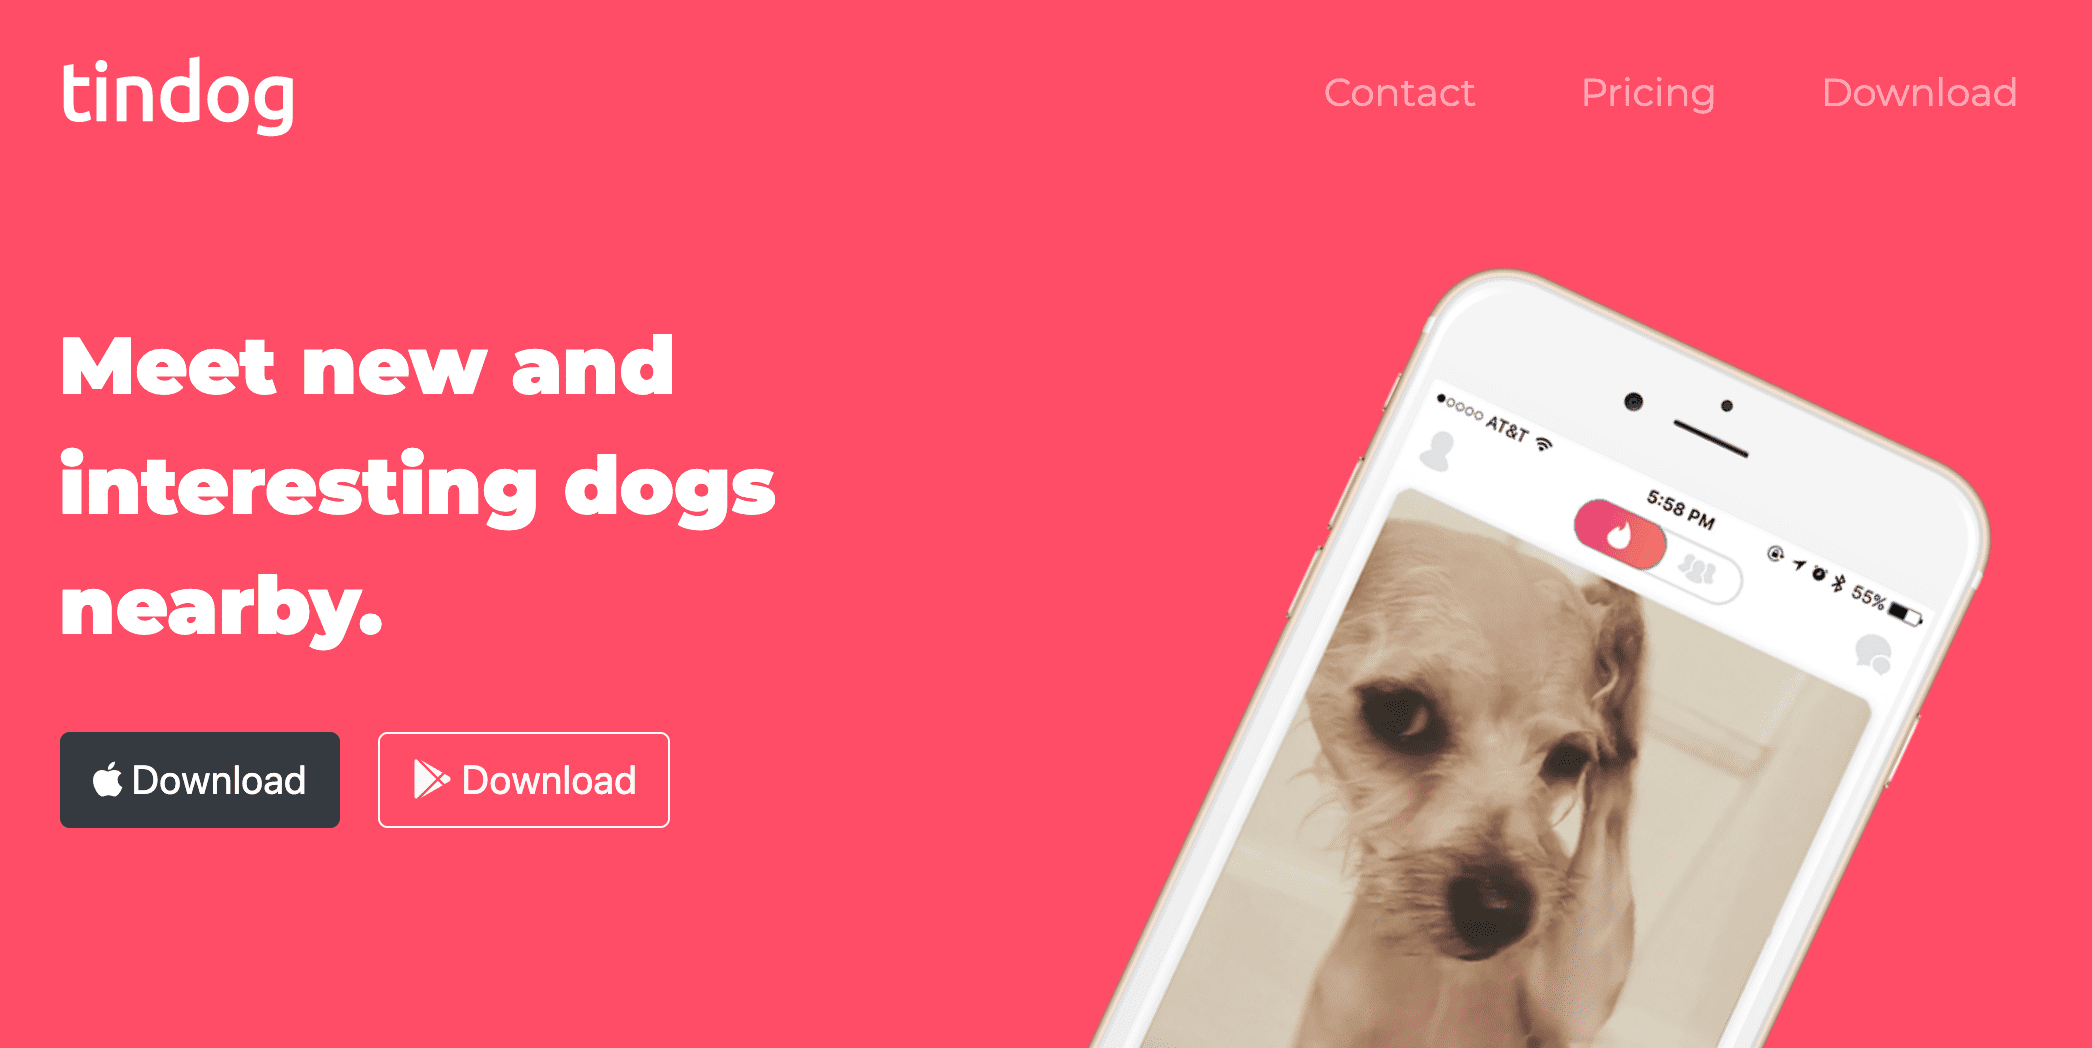 tindog
Contact Pricing Download
Meet new and
interesting dogs
nearby.
Download Download
AT&T
5:58 PM
55%